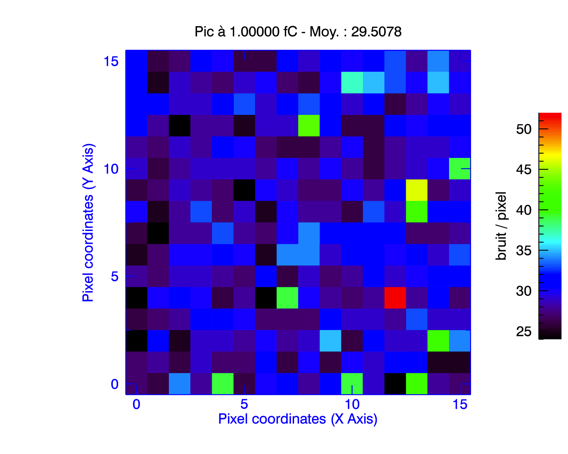 Pic à 1.00000 fC - Moy. : 29.5078
15
10
5
0
Pixel coordinates (Y Axis)
0 5 10 15
Pixel coordinates (X Axis)
50
45
40
35
30
25
bruit / pixel